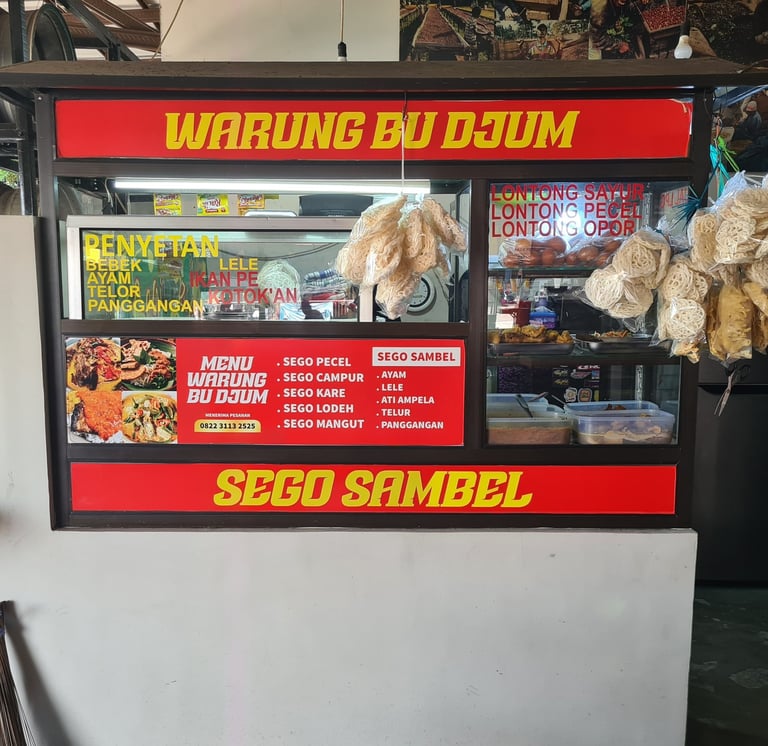 WARUNG BU DJUM
PENYETAN
BEBEK
AYAM
TELOR
PANGGANGAN
LELE
IKAN PE
KOTOK'AN
LONTONG SAYUR
LONTONG PECEL
LONTONG OPOR
MENU
WARUNG
BU DJUM
MENERIMA PESANAN
0822 3113 2525
. SEGO PECEL
. SEGO CAMPUR
. SEGO KARE
. SEGO LODEH
. SEGO MANGUT
SEGO SAMBEL
. AYAM
. LELE
. ATI AMPELA
. TELUR
. PANGGANGAN
SEGO SAMBEL